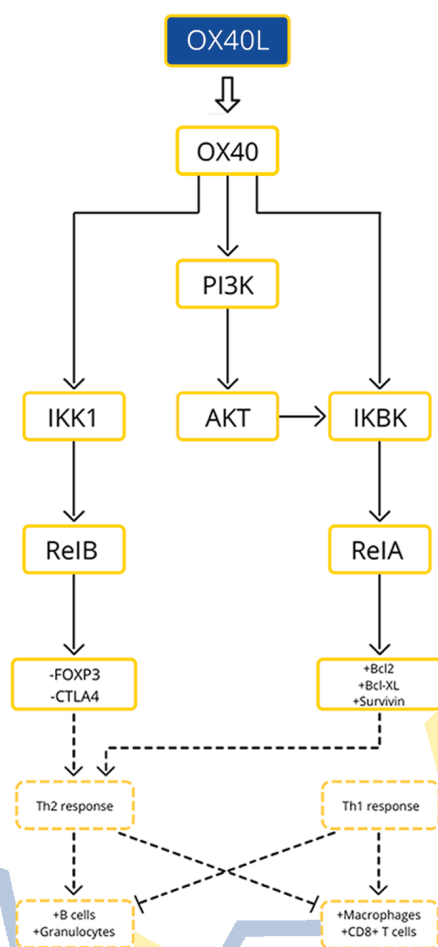 OX40L
OX40
PI3K
IKK1
AKT
IKBK
RelB
RelA
-FOXP3
-CTLA4
+Bcl2
+Bcl-XL
+Survivin
Th2 response
Th1 response
+B cells
+Granulocytes
+Macrophages
+CD8+ T cells